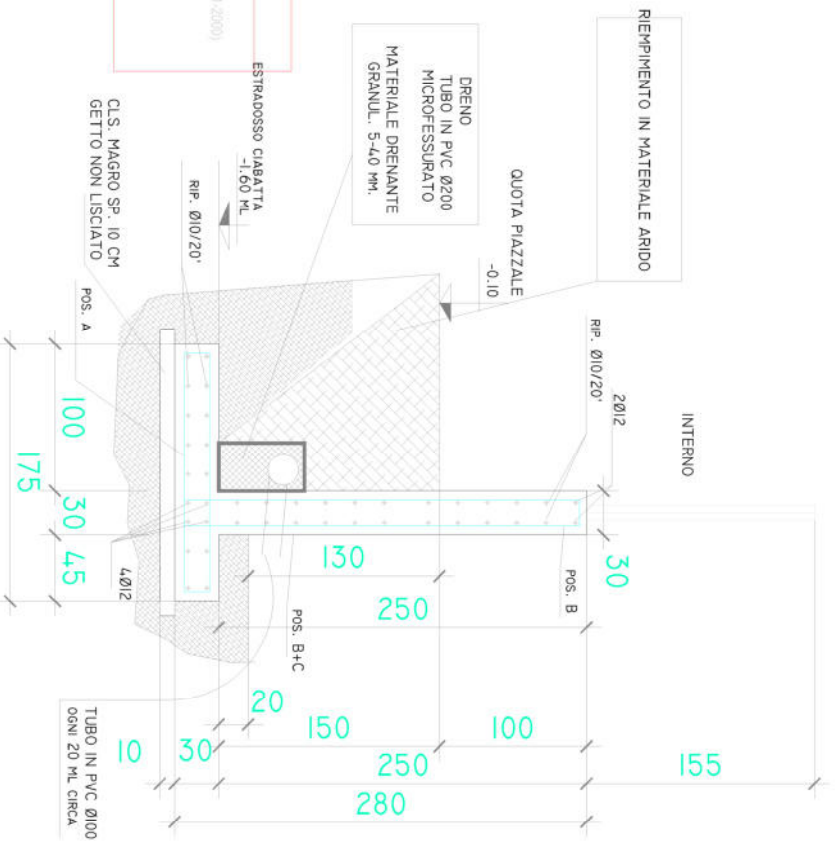 RIEMPIMENTO IN MATERIALE ARIDO
DRENO
TUBO IN PVC Ø200
MICROFESSURATO
MATERIALE DRENANTE
GRANUL. 5-40 MM.
QUOTA PIAZZALE
-0.10
INTERNO
2Ø12
RIP. Ø10/20'
ESTRADOSSO CIABATTA
-1.60 ML
RIP. Ø10/20'
CLS. MAGRO SP. 10 CM
GETTO NON LISCIATO
POS. A
100
30
45
175
4Ø12
30
POS. B
POS. B+C
130
250
20
150
100
10
30
250
155
280
TUBO IN PVC Ø100
OGNI 20 ML CIRCA
-2000)